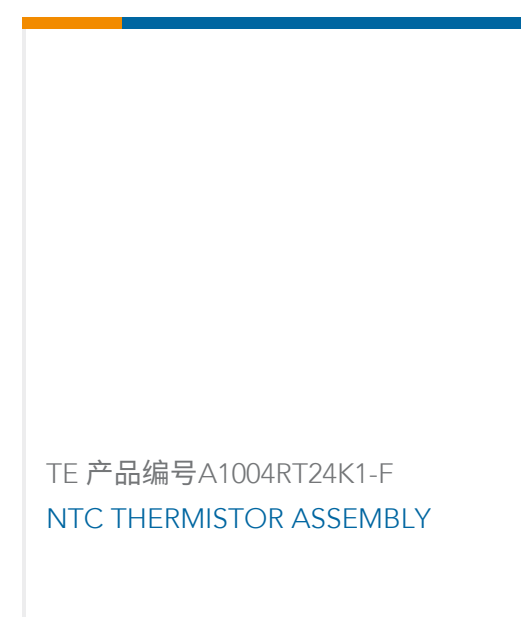 TE 产品编号A1004RT24K1-F
NTC THERMISTOR ASSEMBLY